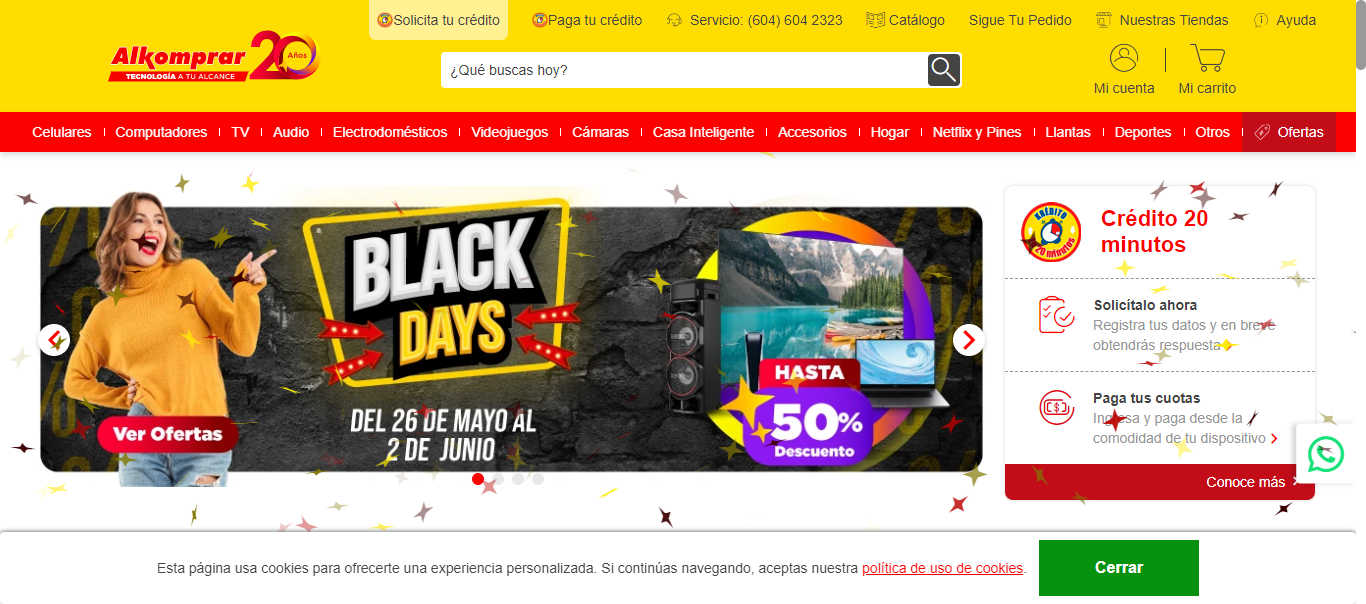 Solicita tu crédito
Paga tu crédito
Servicio: (604) 604 2323
Catálogo
Sigue Tu Pedido
Nuestras Tiendas
Ayuda
Alkomprar 20 Años
TECNOLOGÍA A TU ALCANCE
¿Qué buscas hoy?
Mi cuenta
Mi carrito
Celulares
Computadores
TV
Audio
Electrodomésticos
Videojuegos
Cámaras
Casa Inteligente
Accesorios
Hogar
Netflix y Pines
Llantas
Deportes
Otros
Ofertas
BLACK
DAYS
DEL 26 DE MAYO AL
2 DE JUNIO
Ver Ofertas
HASTA
50%
Descuento
KRÉDITO
20 minutos
Crédito 20
minutos
Solicítalo ahora
Registra tus datos y en breve
obtendrás respuesta
Paga tus cuotas
Ingresa y paga desde la
comodidad de tu dispositivo
Conoce más
Esta página usa cookies para ofrecerte una experiencia personalizada. Si continúas navegando, aceptas nuestra política de uso de cookies.
Cerrar